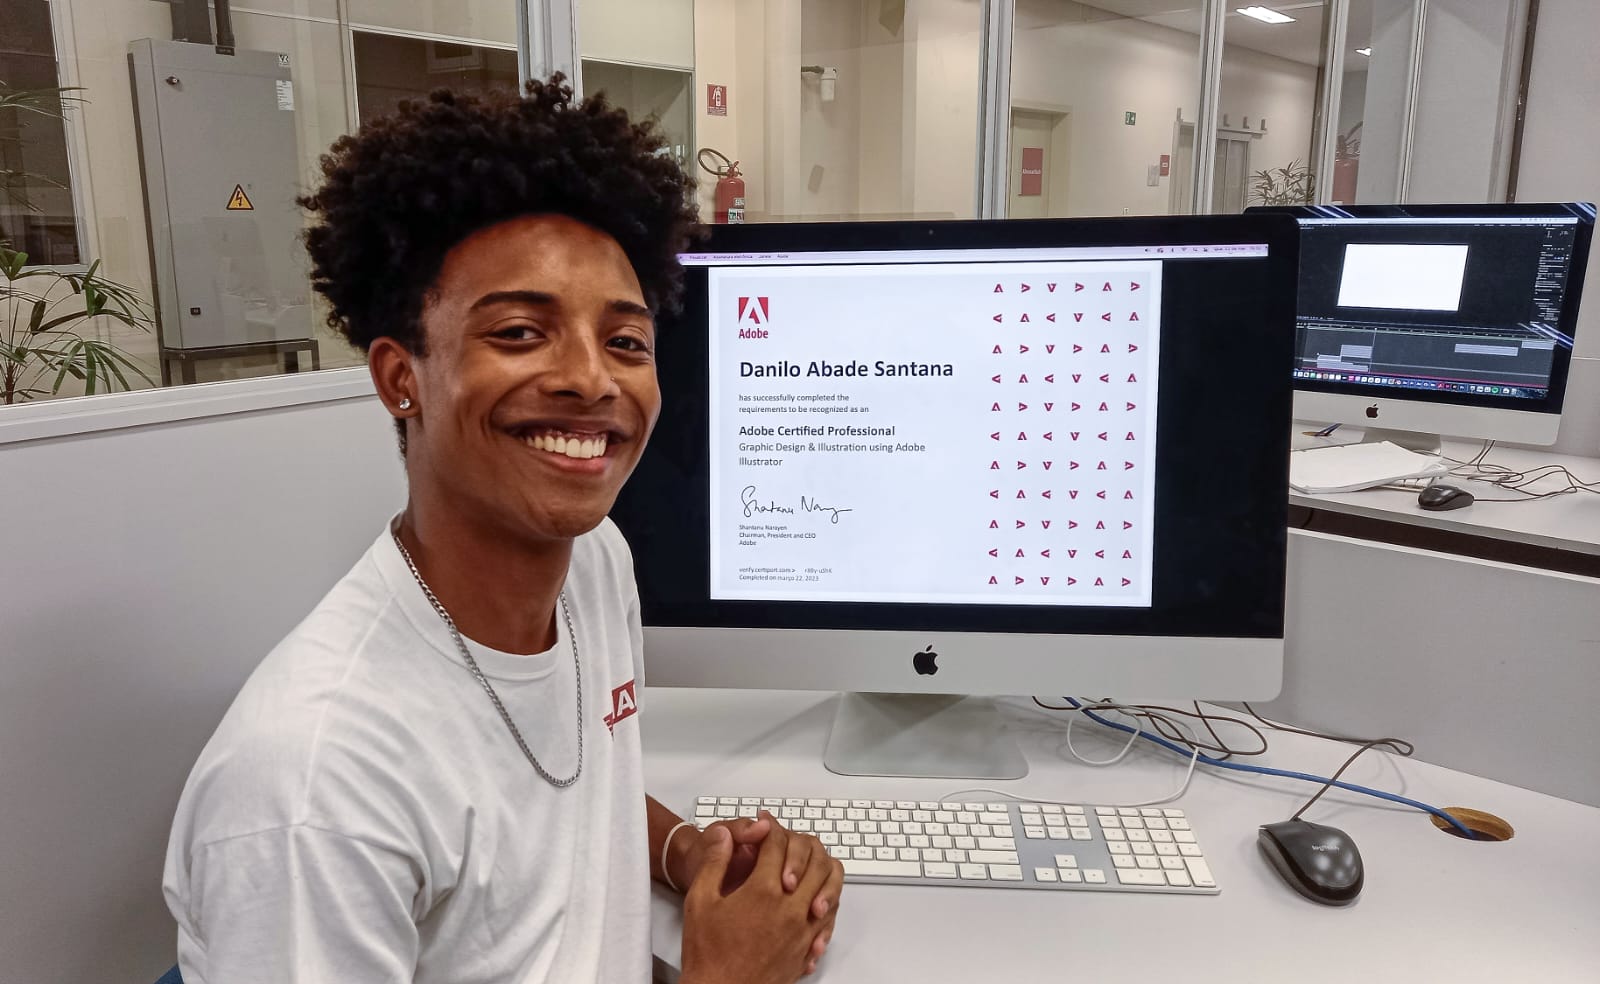 Adobe
Danilo Abade Santana
has successfully completed the
requirements to be recognized as an
Adobe Certified Professional
Graphic Design & Illustration using Adobe
Illustrator
Shantanu Narayen
Chairman, President and CEO
Adobe
verify.certiport.com >
Completed on março 22, 2023
logitech